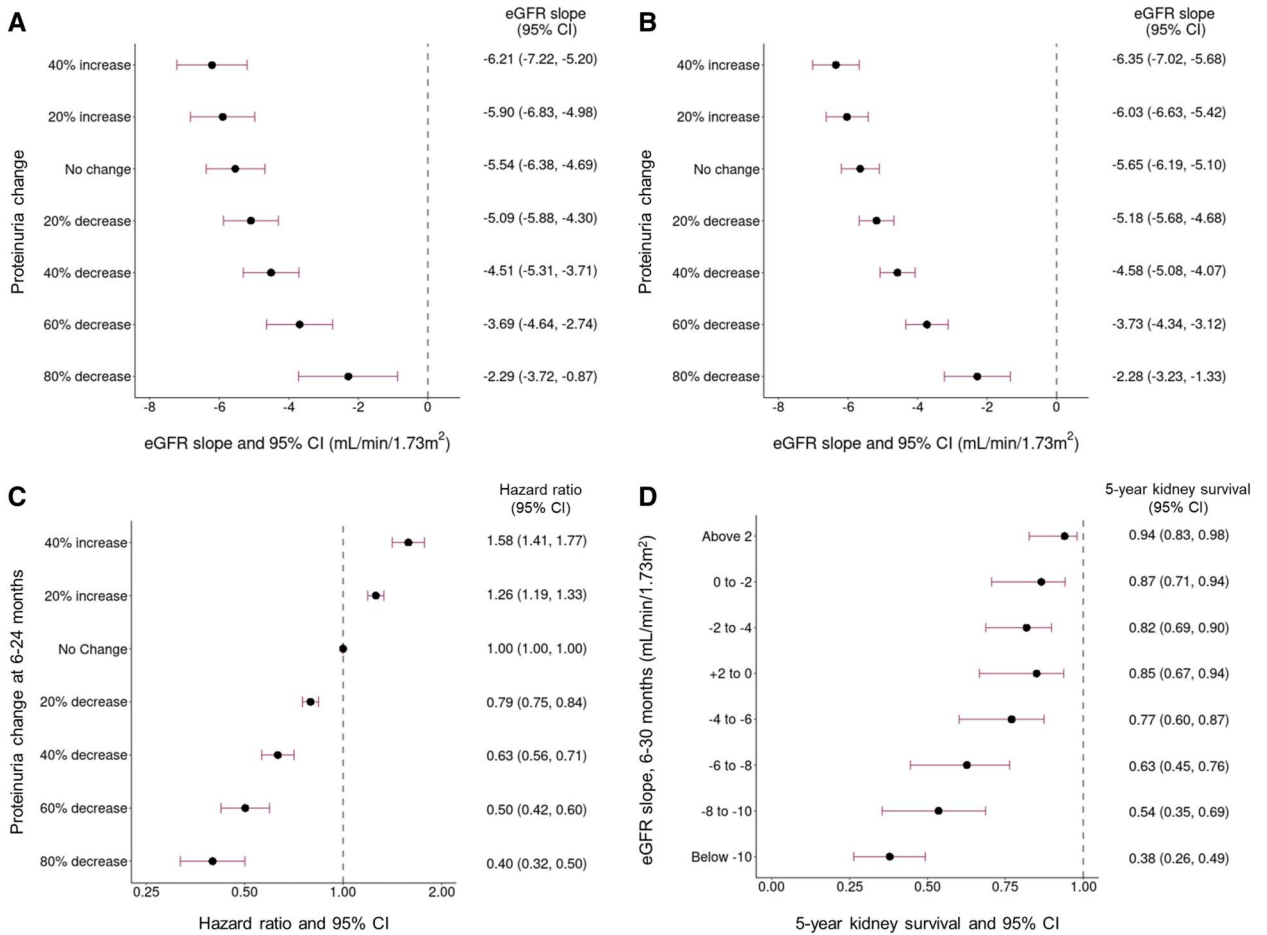 A
eGFR slope
(95% CI)
Proteinuria change
40% increase
-6.21 (-7.22, -5.20)
20% increase
-5.90 (-6.83, -4.98)
No change
-5.54 (-6.38, -4.69)
20% decrease
-5.09 (-5.88, -4.30)
40% decrease
-4.51 (-5.31, -3.71)
60% decrease
-3.69 (-4.64, -2.74)
80% decrease
-2.29 (-3.72, -0.87)
-8 -6 -4 -2 0
eGFR slope and 95% CI (mL/min/1.73m²)
B
eGFR slope
(95% CI)
Proteinuria change
40% increase
-6.35 (-7.02, -5.68)
20% increase
-6.03 (-6.63, -5.42)
No change
-5.65 (-6.19, -5.10)
20% decrease
-5.18 (-5.68, -4.68)
40% decrease
-4.58 (-5.08, -4.07)
60% decrease
-3.73 (-4.34, -3.12)
80% decrease
-2.28 (-3.23, -1.33)
-8 -6 -4 -2 0
eGFR slope and 95% CI (mL/min/1.73m²)
C
Hazard ratio
(95% CI)
Proteinuria change at 6-24 months
40% increase
1.58 (1.41, 1.77)
20% increase
1.26 (1.19, 1.33)
No Change
1.00 (1.00, 1.00)
20% decrease
0.79 (0.75, 0.84)
40% decrease
0.63 (0.56, 0.71)
60% decrease
0.50 (0.42, 0.60)
80% decrease
0.40 (0.32, 0.50)
0.25 0.50 1.00 2.00
Hazard ratio and 95% CI
D
5-year kidney survival
(95% CI)
eGFR slope, 6-30 months (mL/min/1.73m²)
Above 2
0.94 (0.83, 0.98)
0 to -2
0.87 (0.71, 0.94)
-2 to -4
0.82 (0.69, 0.90)
+2 to 0
0.85 (0.67, 0.94)
-4 to -6
0.77 (0.60, 0.87)
-6 to -8
0.63 (0.45, 0.76)
-8 to -10
0.54 (0.35, 0.69)
Below -10
0.38 (0.26, 0.49)
0.00 0.25 0.50 0.75 1.00
5-year kidney survival and 95% CI